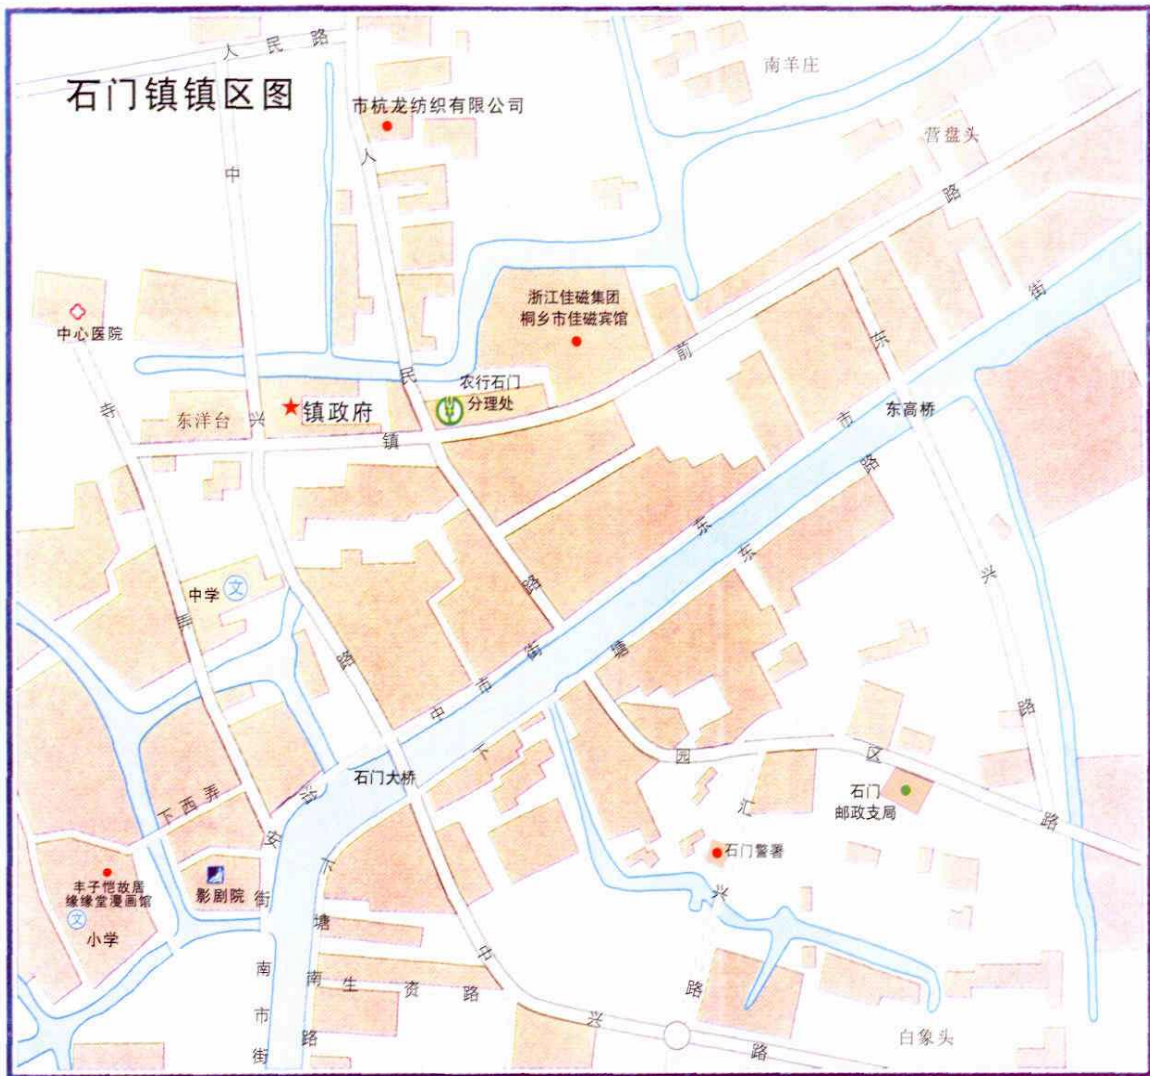 人民路
石门镇镇区图
市杭龙纺织有限公司
南羊庄
营盘头
中路
人民路
中心医院
浙江佳磁集团
桐乡市佳磁宾馆
农行石门
分理处
东洋台
镇政府
兴镇前路
寺弄
东兴路
东高桥
东市街
中学
文
中市街
下塘东路
石门大桥
园区路
石门
邮政支局
汇兴路
石门警署
下西弄
治安街
丰子恺故居
缘缘堂漫画馆
文
小学
影剧院
下塘南路
南市街
生资路
中兴路
白象头